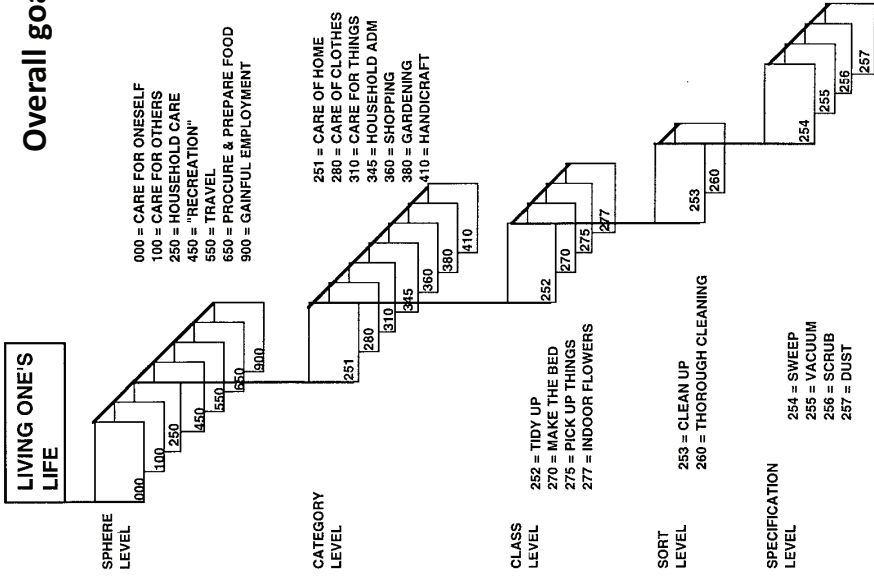 Overall goa
LIVING ONE'S
LIFE
000 = CARE FOR ONESELF
100 = CARE FOR OTHERS
250 = HOUSEHOLD CARE
450 = "RECREATION"
550 = TRAVEL
650 = PROCURE & PREPARE FOOD
900 = GAINFUL EMPLOYMENT
SPHERE
LEVEL
000
100
250
450
550
650
900
251 = CARE OF HOME
280 = CARE OF CLOTHES
310 = CARE FOR THINGS
345 = HOUSEHOLD ADM
360 = SHOPPING
380 = GARDENING
410 = HANDICRAFT
CATEGORY
LEVEL
251
280
310
345
360
380
410
CLASS
LEVEL
252 = TIDY UP
270 = MAKE THE BED
275 = PICK UP THINGS
277 = INDOOR FLOWERS
252
270
275
277
SORT
LEVEL
253 = CLEAN UP
260 = THOROUGH CLEANING
253
260
SPECIFICATION
LEVEL
254 = SWEEP
255 = VACUUM
256 = SCRUB
257 = DUST
254
255
256
257